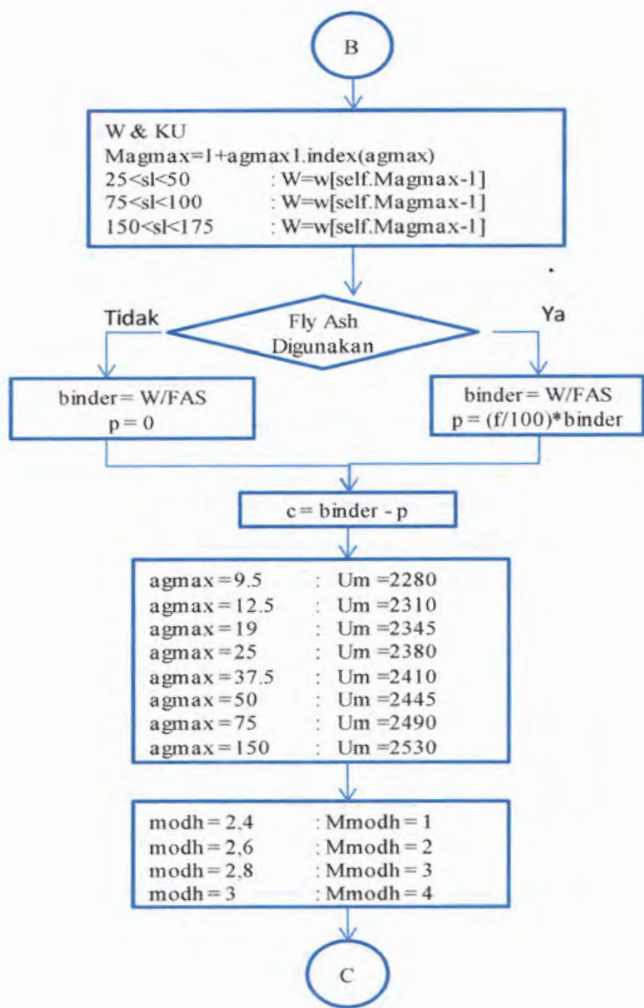 B
W & KU
Magmax=1+agmax1.index(agmax)
25<sl<50 : W=w[self.Magmax-1]
75<sl<100 : W=w[self.Magmax-1]
150<sl<175 : W=w[self.Magmax-1]
Tidak
Fly Ash
Digunakan
Ya
binder= W/FAS
p = 0
binder= W/FAS
p = (f/100)*binder
c = binder - p
agmax = 9.5 : Um =2280
agmax = 12.5 : Um =2310
agmax = 19 : Um =2345
agmax = 25 : Um =2380
agmax = 37.5 : Um =2410
agmax = 50 : Um =2445
agmax = 75 : Um =2490
agmax = 150 : Um =2530
modh = 2,4 : Mmodh = 1
modh = 2,6 : Mmodh = 2
modh = 2,8 : Mmodh = 3
modh = 3 : Mmodh = 4
C